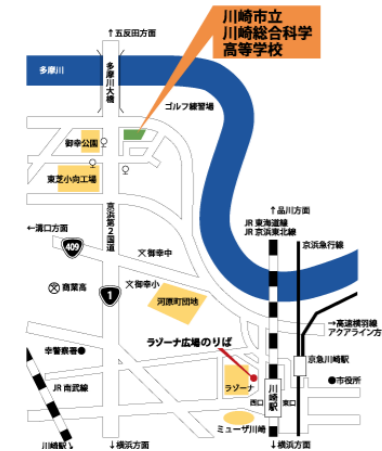 ↑五反田方面
川崎市立
川崎総合科学
高等学校
多摩川
多摩川大橋
ゴルフ練習場
御幸公園
東芝小向工場
↑品川方面
JR 東海道線
JR 京浜東北線
京浜急行線
←溝口方面
京浜第2国道
409
御幸中
御幸小
商業高
1
河原町団地
→高速横羽線
アクアライン方
ラゾーナ広場のりば
幸警察署
京急川崎駅
JR 南武線
ラゾーナ
川崎駅
市役所
西口
東口
ミューザ川崎
川崎駅↓
↓横浜方面
↓横浜方面